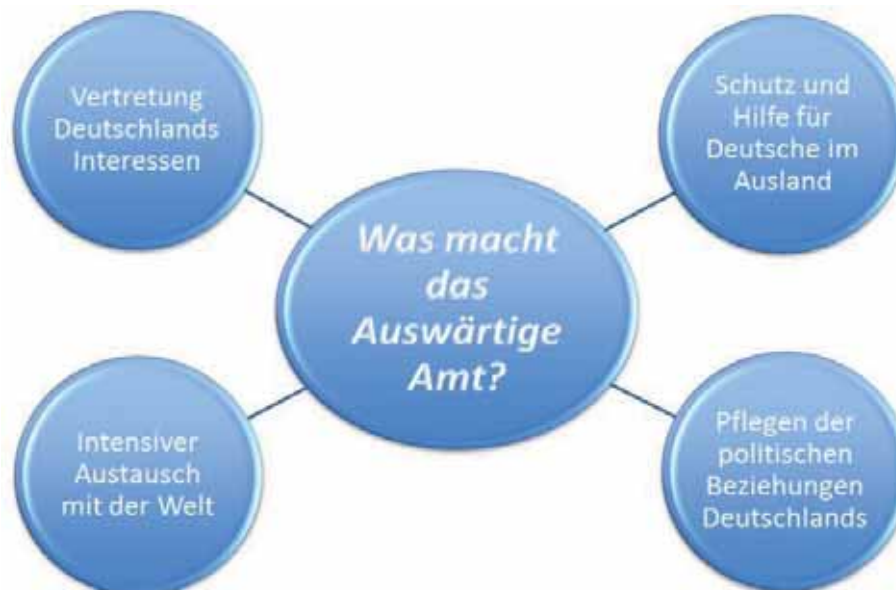 Vertretung
Deutschlands
Interessen
Schutz und
Hilfe für
Deutsche im
Ausland
Was macht
das
Auswärtige
Amt?
Intensiver
Austausch
mit der Welt
Pflegen der
politischen
Beziehungen
Deutschlands